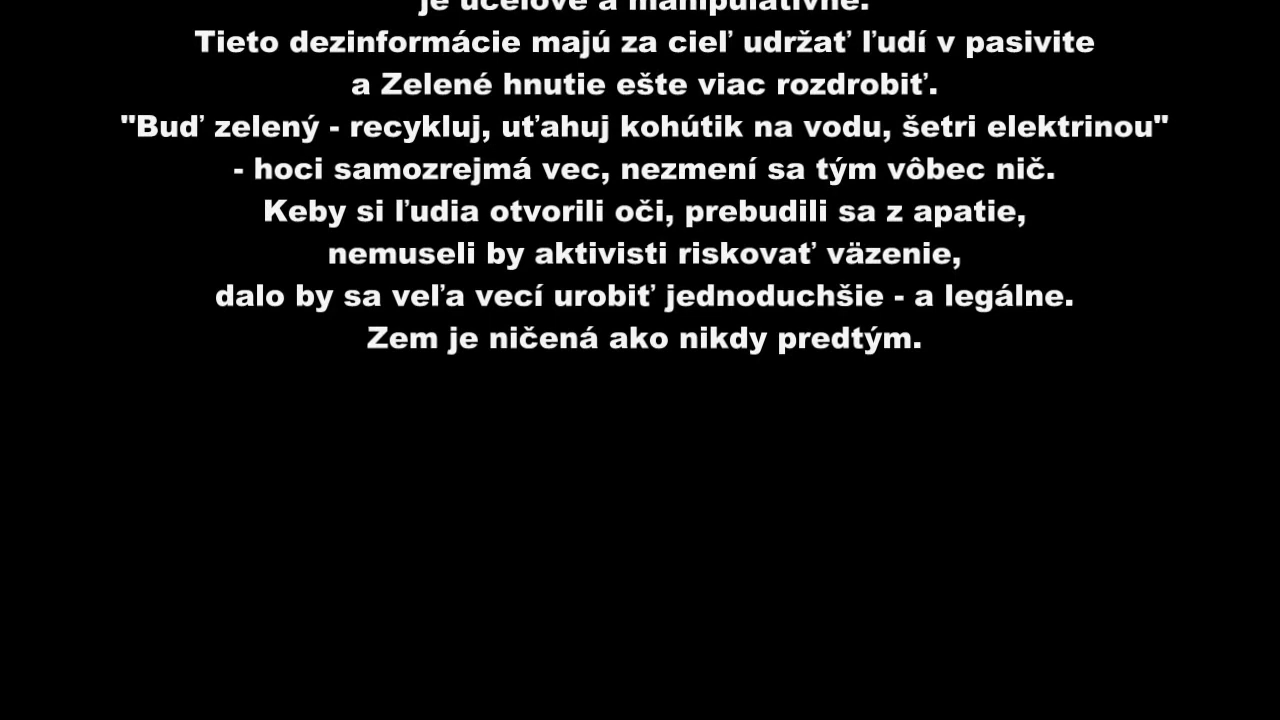 je účelové a manipulatívne.
Tieto dezinformácie majú za cieľ udržať ľudí v pasivite
a Zelené hnutie ešte viac rozdrobiť.
"Buď zelený - recykluj, uťahuj kohútik na vodu, šetri elektrinou"
- hoci samozrejmá vec, nezmení sa tým vôbec nič.
Keby si ľudia otvorili oči, prebudili sa z apatie,
nemuseli by aktivisti riskovať väzenie,
dalo by sa veľa vecí urobiť jednoduchšie - a legálne.
Zem je ničená ako nikdy predtým.